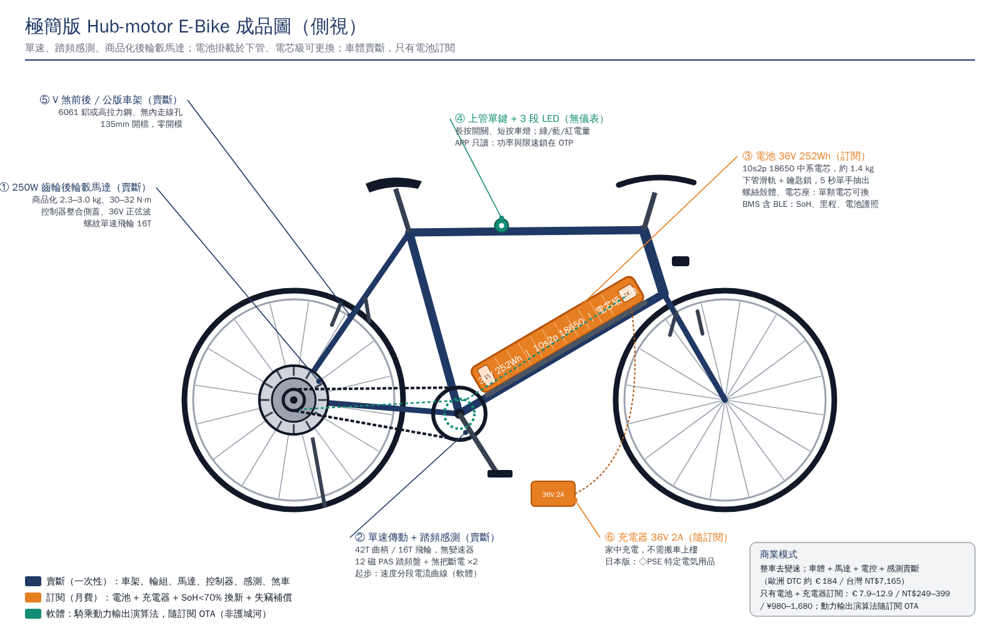 極簡版 Hub-motor E-Bike 成品圖（側視）
單速、踏頻感測、商品化後輪轂馬達；電池掛載於下管、電芯級可更換；車體賣斷，只有電池訂閱
⑤ V 煞前後 / 公版車架（賣斷）
6061 鋁或高拉力鋼、無內走線孔
135mm 開檔，零開模
④ 上管單鍵 + 3 段 LED（無儀表）
長按開關、短按車燈；綠/藍/紅電量
APP 只讀：功率與限速鎖在 OTP
③ 電池 36V 252Wh（訂閱）
10s2p 18650 中系電芯，約 1.4 kg
下管滑軌 + 鑰匙鎖，5 秒單手抽出
螺絲殼體、電芯座：單顆電芯可換
BMS 含 BLE：SoH、里程、電池護照
① 250W 齒輪後輪轂馬達（賣斷）
商品化 2.3–3.0 kg、30–32 N·m
控制器整合側蓋、36V 正弦波
螺紋單速飛輪 16T
36V 252Wh | 10s2p 18650 | 電芯級
DC
36V 2A
② 單速傳動 + 踏頻感測（賣斷）
42T 曲柄 / 16T 飛輪，無變速器
12 磁 PAS 踏頻盤 + 煞把斷電 ×2
起步：速度分段電流曲線（軟體）
⑥ 充電器 36V 2A（隨訂閱）
家中充電，不需搬車上樓
日本版：◇PSE 特定電気用品
商業模式
整車去變速；車體 + 馬達 + 電控 + 感測賣斷
（歐洲 DTC 約 €184 / 台灣 NT$7,165）
只有電池 + 充電器訂閱：€7.9–12.9 / NT$249–399
/ ¥980–1,680；動力輸出演算法隨訂閱 OTA
賣斷（一次性）：車架、輪組、馬達、控制器、感測、煞車
訂閱（月費）：電池 + 充電器 + SoH<70% 換新 + 失竊補償
軟體：騎乘動力輸出演算法，隨訂閱 OTA（非護城河）